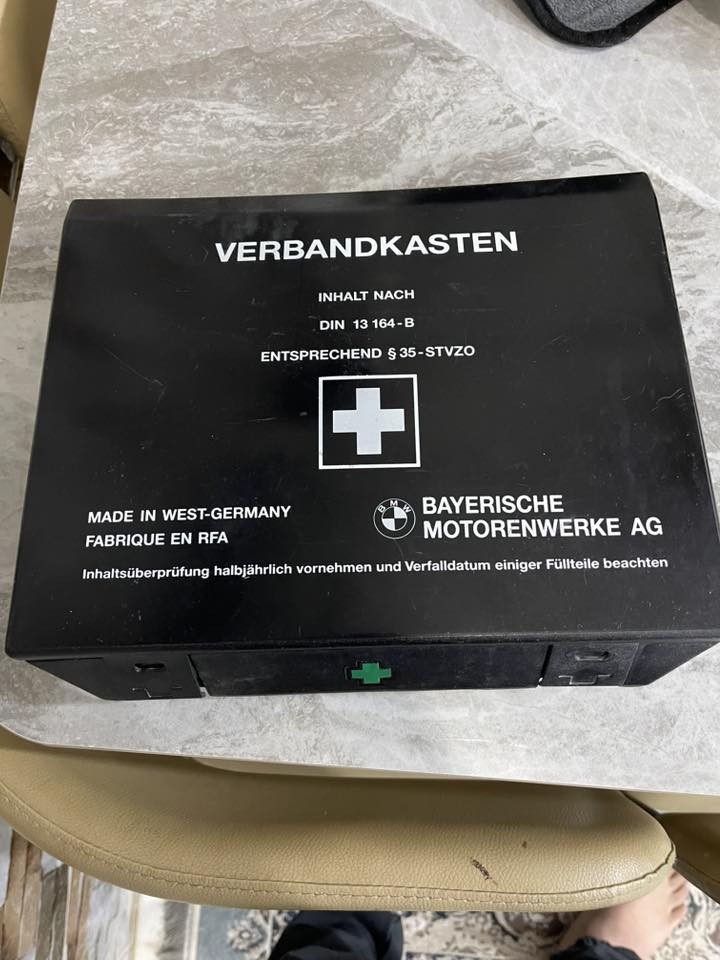 VERBANDKASTEN
INHALT NACH
DIN 13 164-B
ENTSPRECHEND § 35-STVZO
MADE IN WEST-GERMANY
FABRIQUE EN RFA
BMW
BAYERISCHE
MOTORENWERKE AG
Inhaltsüberprüfung halbjährlich vornehmen und Verfalldatum einiger Füllteile beachten